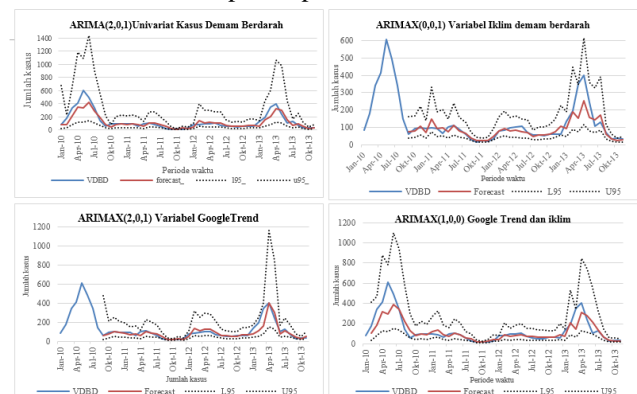 ARIMA(2,0,1)Univariat Kasus Demam Berdarah
Jumlah kasus
1400
1200
1000
800
600
400
200
0
Jan-10 Apr-10 Jul-10 Okt-10 Jan-11 Apr-11 Jul-11 Okt-11 Jan-12 Apr-12 Jul-12 Okt-12 Jan-13 Apr-13 Jul-13 Okt-13
Periode waktu
VDBD forecast_ l95_ u95_
ARIMAX(0,0,1) Variabel Iklim demam berdarah
Jumlah kasus
600
500
400
300
200
100
0
Jan-10 Apr-10 Jul-10 Okt-10 Jan-11 Apr-11 Jul-11 Okt-11 Jan-12 Apr-12 Jul-12 Okt-12 Jan-13 Apr-13 Jul-13 Okt-13
Periode waktu
VDBD Forecast L95 U95
ARIMAX(2,0,1) Variabel GoogleTrend
Jumlah kasus
1200
1000
800
600
400
200
0
Jan-10 Apr-10 Jul-10 Okt-10 Jan-11 Apr-11 Jul-11 Okt-11 Jan-12 Apr-12 Jul-12 Okt-12 Jan-13 Apr-13 Jul-13 Okt-13
Jumlah kasus
VDBD Forecast L95 U95
ARIMAX(1,0,0) Google Trend dan iklim
Jumlah kasus
1200
1000
800
600
400
200
0
Jan-10 Apr-10 Jul-10 Okt-10 Jan-11 Apr-11 Jul-11 Okt-11 Jan-12 Apr-12 Jul-12 Okt-12 Jan-13 Apr-13 Jul-13 Okt-13
Periode waktu
VDBD Forecast L95 U95